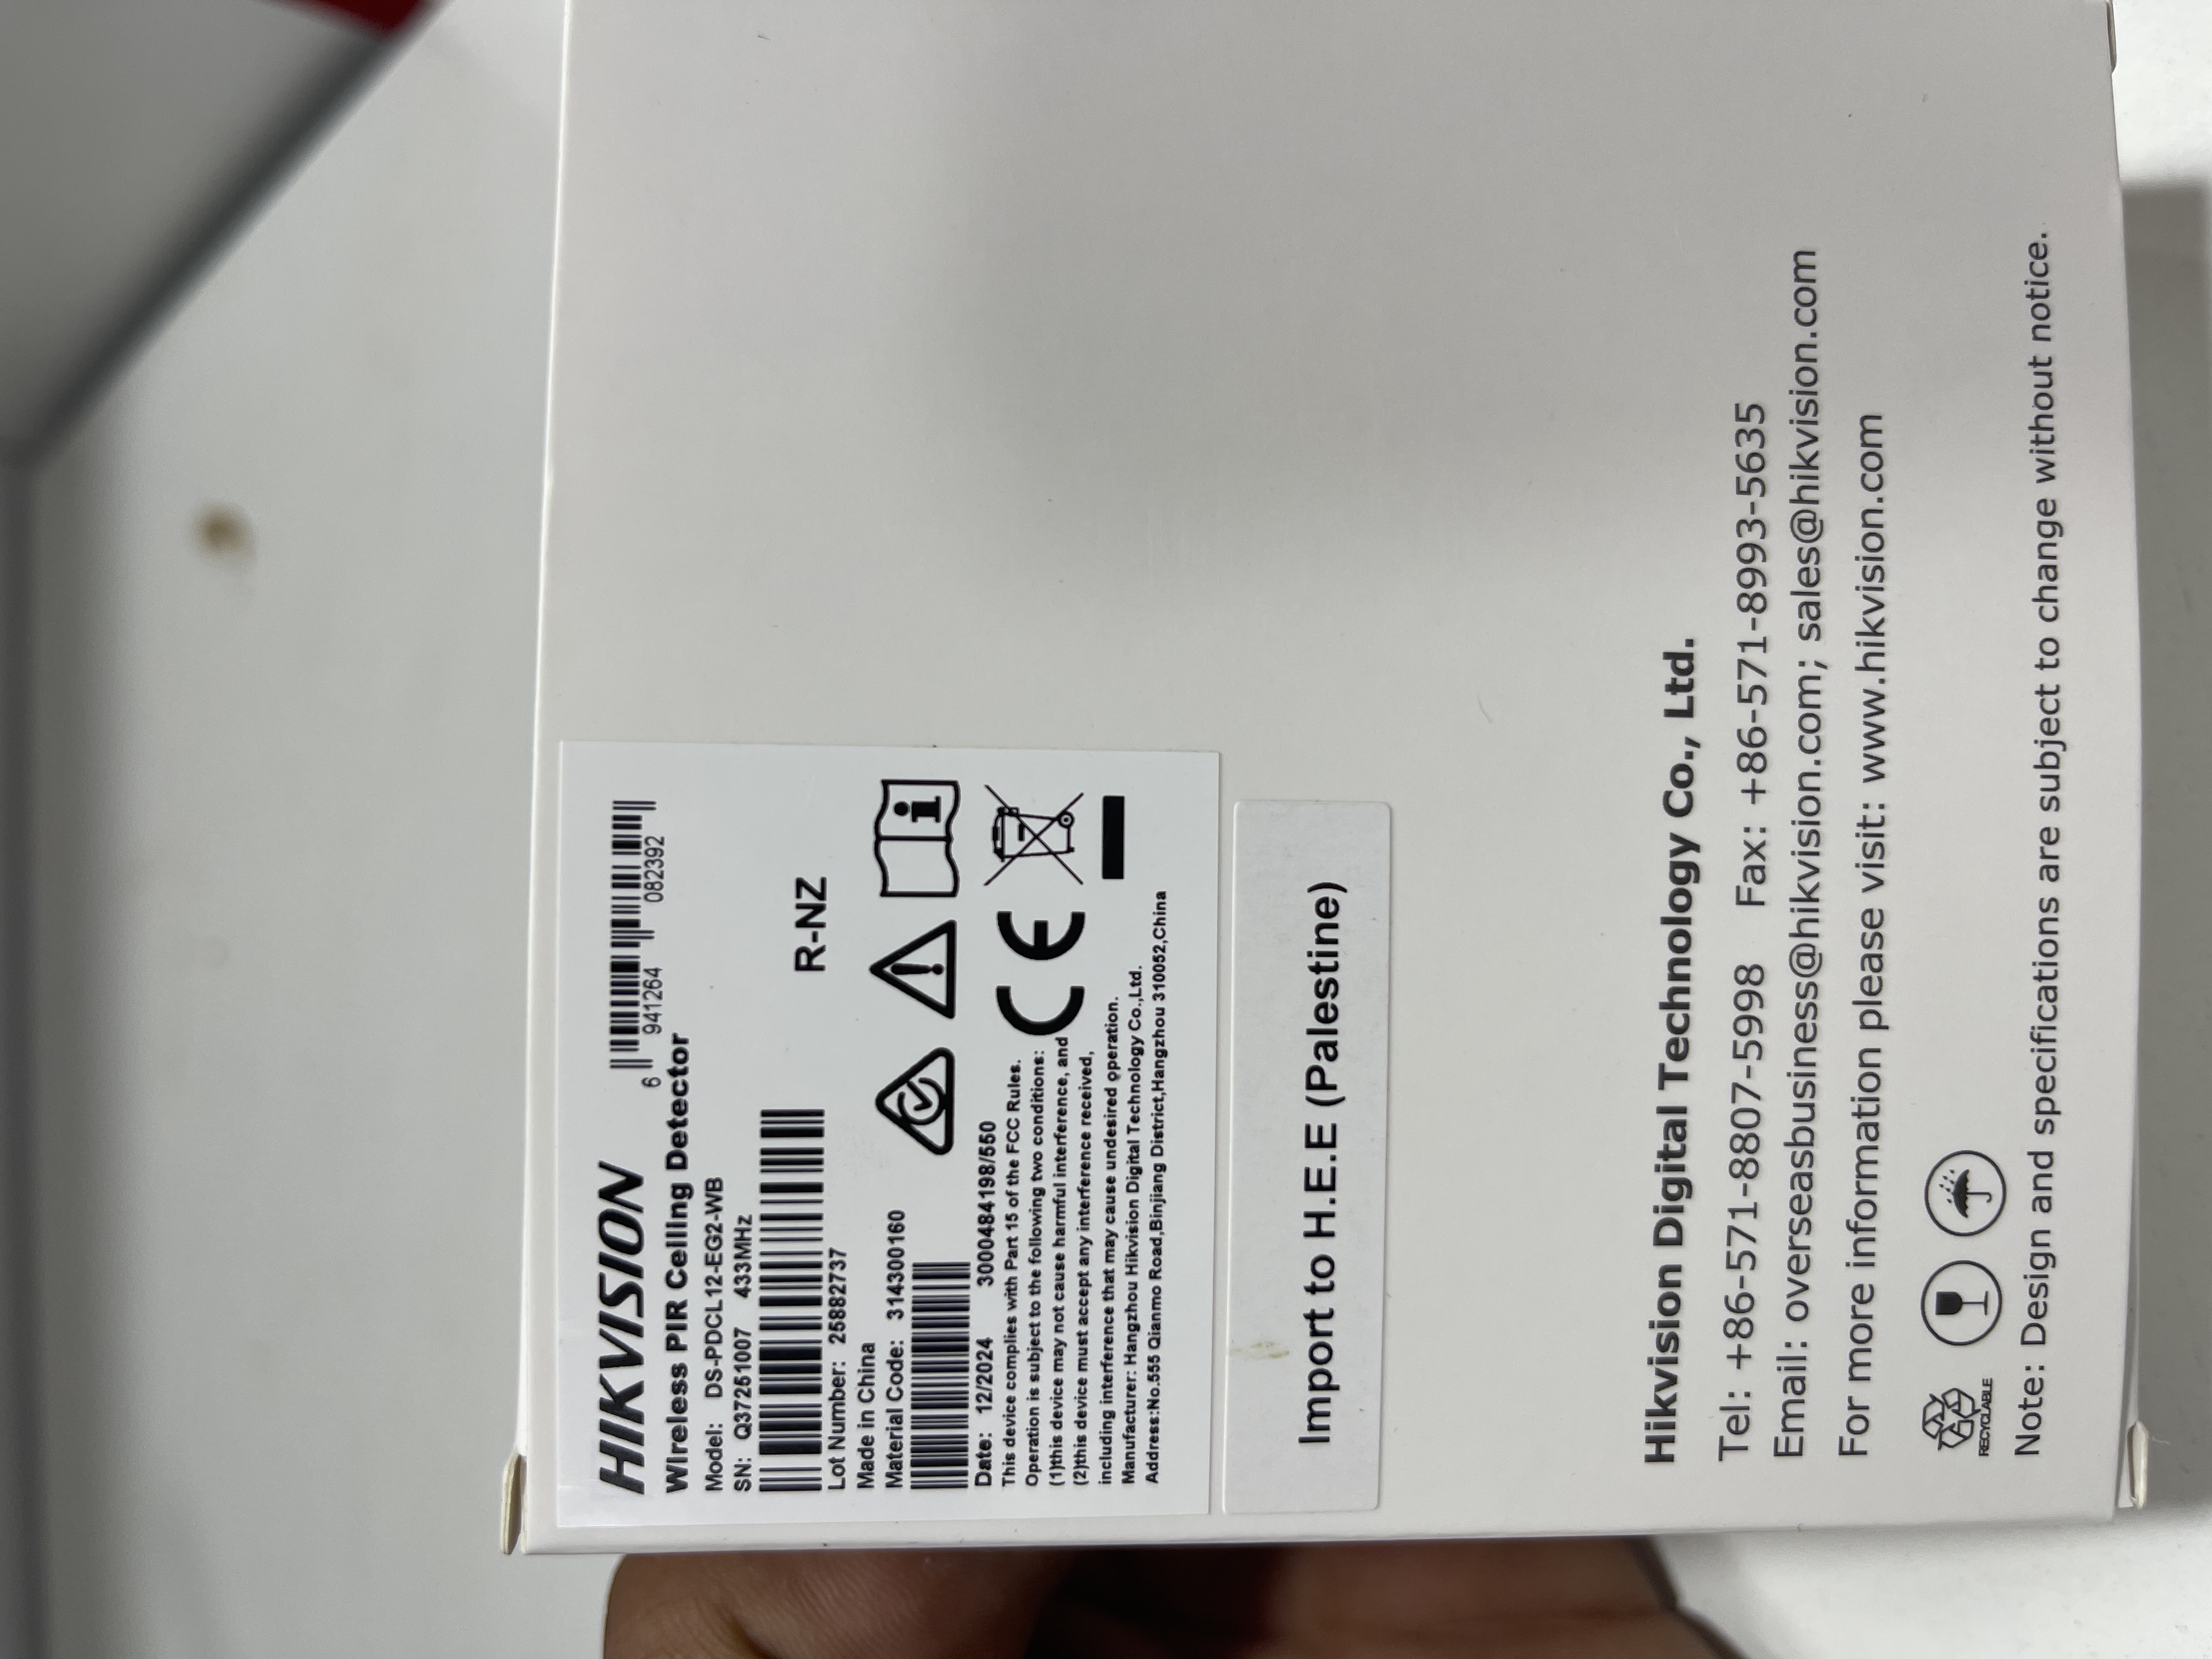 HIKVISION
6 941264 082392
Wireless PIR Ceiling Detector
Model: DS-PDCL12-EG2-WB
SN: Q37251007 433MHz
R-NZ
Lot Number: 25882737
Made in China
Material Code: 314300160
Date: 12/2024 3000484198/550
This device complies with Part 15 of the FCC Rules.
Operation is subject to the following two conditions:
(1)this device may not cause harmful interference, and
(2)this device must accept any interference received,
including interference that may cause undesired operation.
Manufacturer: Hangzhou Hikvision Digital Technology Co.,Ltd.
Address:No.555 Qianmo Road,Binjiang District,Hangzhou 310052,China
CE
Import to H.E.E (Palestine)
Hikvision Digital Technology Co., Ltd.
Tel: +86-571-8807-5998 Fax: +86-571-8993-5635
Email: overseasbusiness@hikvision.com; sales@hikvision.com
For more information please visit: www.hikvision.com
RECYCLABLE
Note: Design and specifications are subject to change without notice.